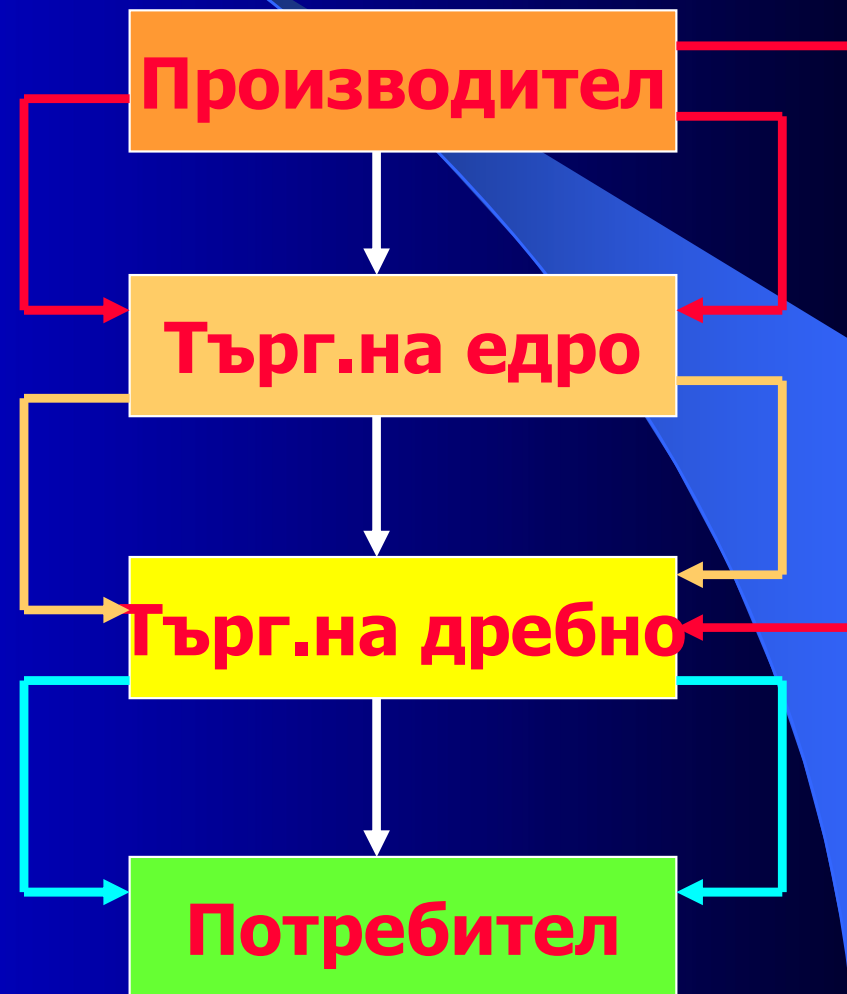 Производител
Търг.на едро
Търг.на дребно
Потребител